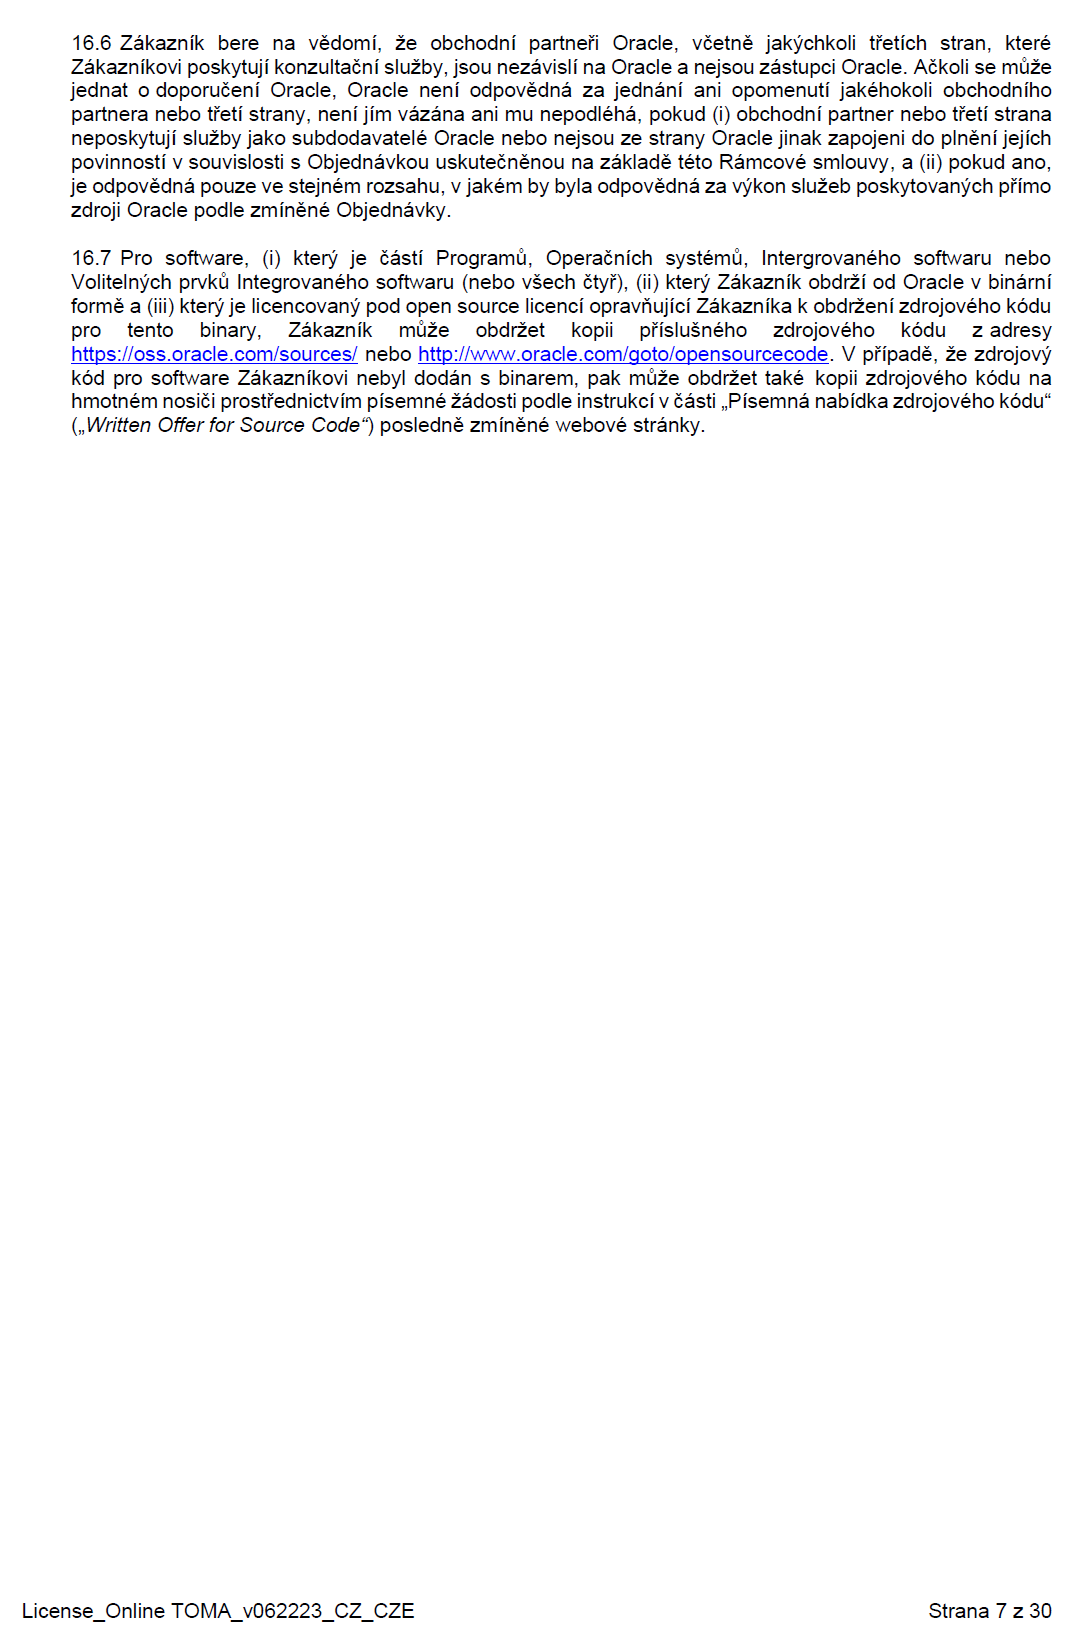 16.6 Zákazník bere na vědomí, že obchodní partneři Oracle, včetně jakýchkoli třetích stran, které
Zákazníkovi poskytují konzultační služby, jsou nezávislí na Oracle a nejsou zástupci Oracle. Ačkoli se může
jednat o doporučení Oracle, Oracle není odpovědná za jednání ani opomenutí jakéhokoli obchodního
partnera nebo třetí strany, není jím vázána ani mu nepodléhá, pokud (i) obchodní partner nebo třetí strana
neposkytují služby jako subdodavatelé Oracle nebo nejsou ze strany Oracle jinak zapojeni do plnění jejích
povinností v souvislosti s Objednávkou uskutečněnou na základě této Rámcové smlouvy, a (ii) pokud ano,
je odpovědná pouze ve stejném rozsahu, v jakém by byla odpovědná za výkon služeb poskytovaných přímo
zdroji Oracle podle zmíněné Objednávky.
16.7 Pro software, (i) který je částí Programů, Operačních systémů, Intergrovaného softwaru nebo
Volitelných prvků Integrovaného softwaru (nebo všech čtyř), (ii) který Zákazník obdrží od Oracle v binární
formě a (iii) který je licencovaný pod open source licencí opravňující Zákazníka k obdržení zdrojového kódu
pro tento binary, Zákazník může obdržet kopii příslušného zdrojového kódu z adresy
https://oss.oracle.com/sources/ nebo http://www.oracle.com/goto/opensourcecode. V případě, že zdrojový
kód pro software Zákazníkovi nebyl dodán s binarem, pak může obdržet také kopii zdrojového kódu na
hmotném nosiči prostřednictvím písemné žádosti podle instrukcí v části „Písemná nabídka zdrojového kódu“
(„Written Offer for Source Code“) posledně zmíněné webové stránky.
License_Online TOMA_v062223_CZ_CZE
Strana 7 z 30